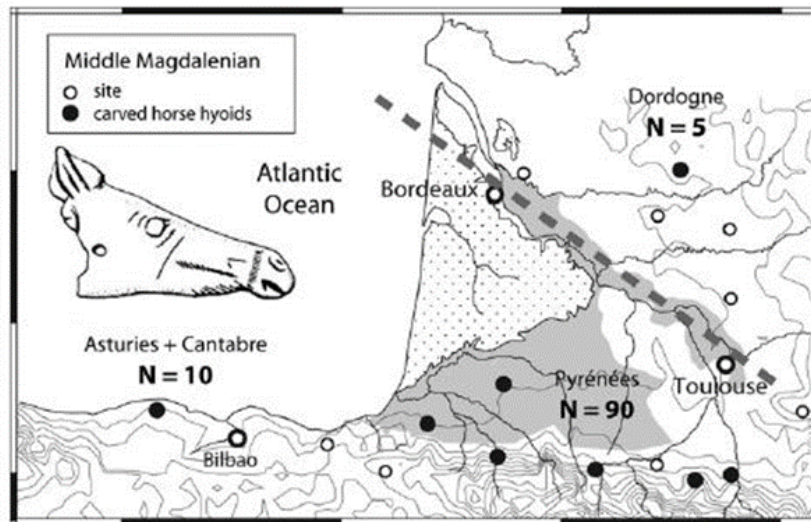 Middle Magdalenian
site
carved horse hyoids
Dordogne
N = 5
Atlantic
Ocean
Bordeaux
Asturies + Cantabre
N = 10
Pyrénées
Toulouse
N = 90
Bilbao